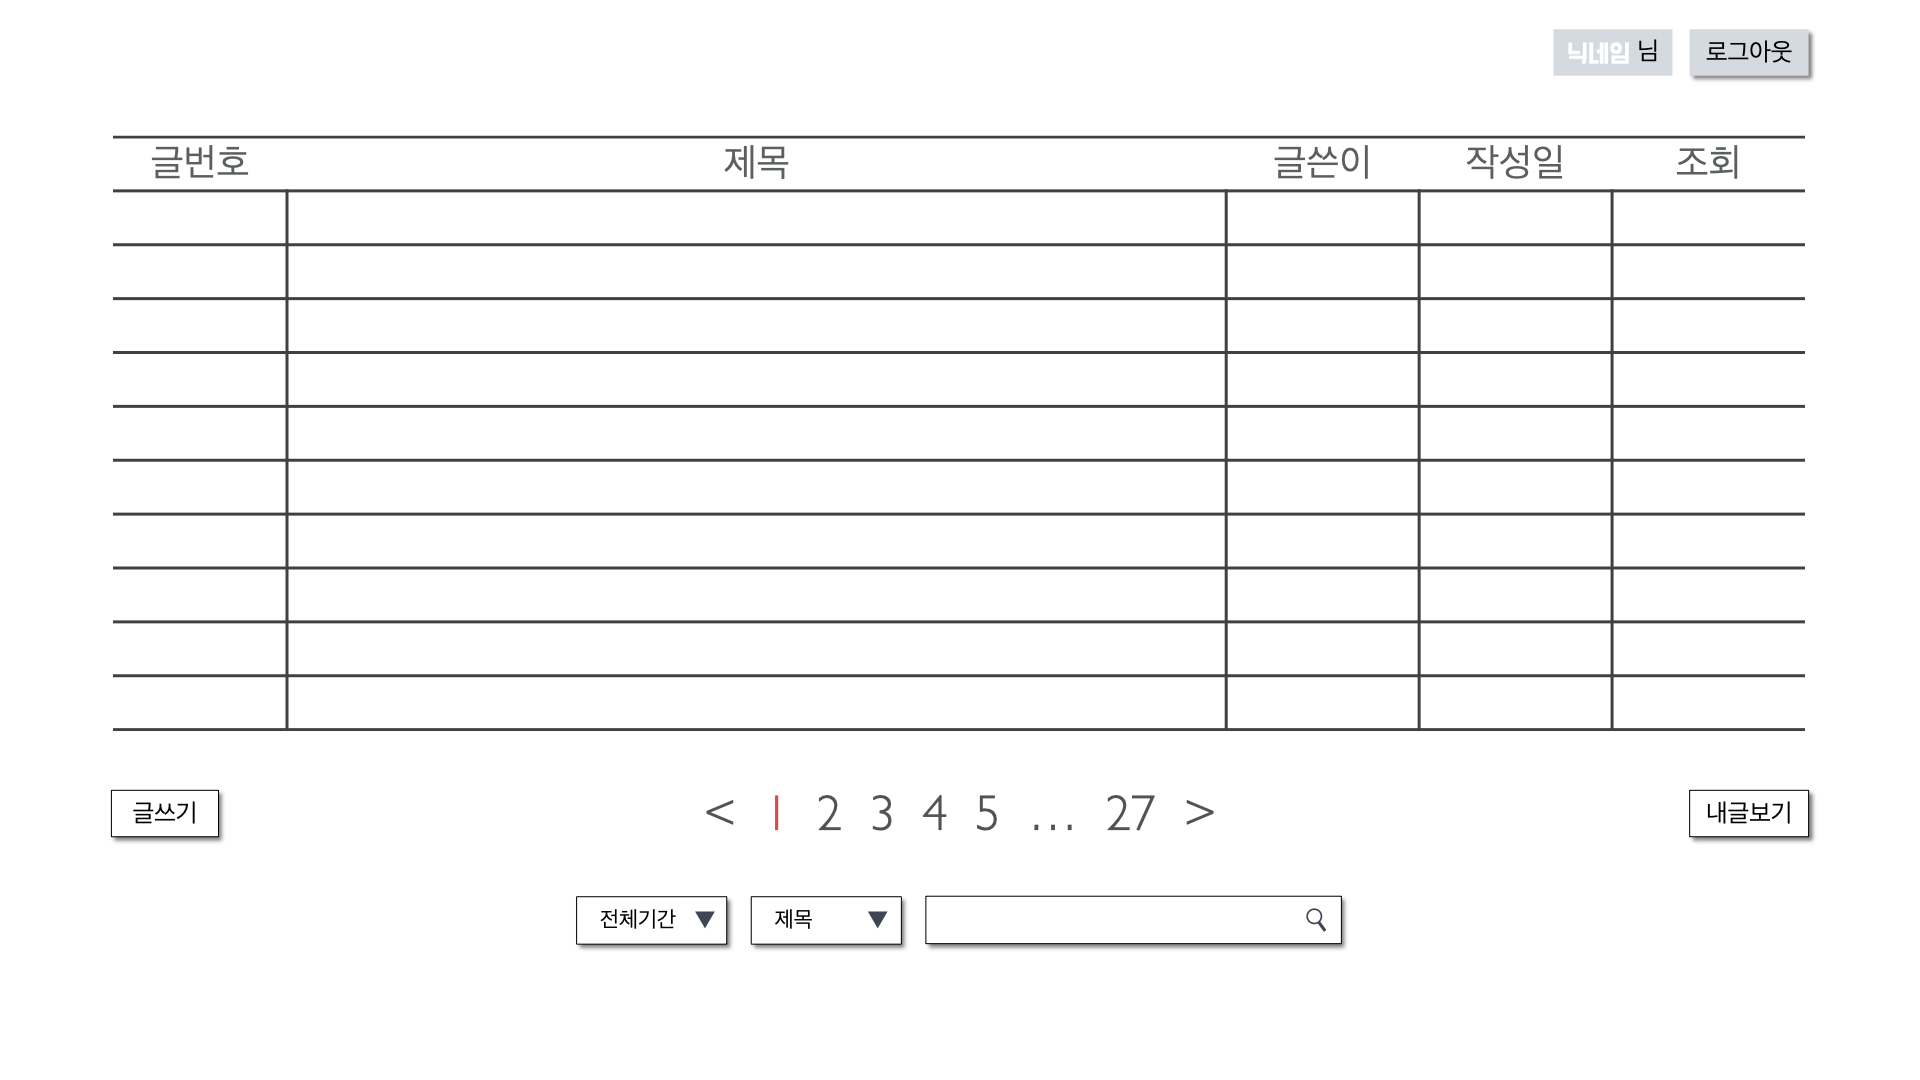 닉네임 님 로그아웃
글번호 제목 글쓴이 작성일 조회
글쓰기 < 1 2 3 4 5 ... 27 > 내글보기
전체기간 ▼ 제목 ▼